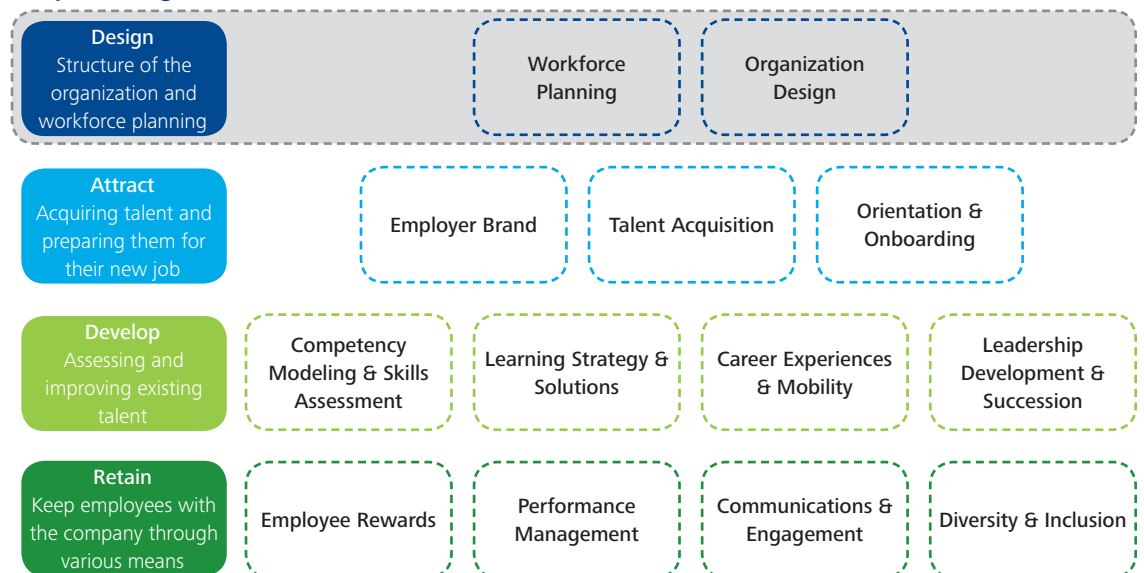 Design
Structure of the
organization and
workforce planning
Workforce
Planning
Organization
Design
Attract
Acquiring talent and
preparing them for
their new job
Employer Brand
Talent Acquisition
Orientation &
Onboarding
Develop
Assessing and
improving existing
talent
Competency
Modeling & Skills
Assessment
Learning Strategy &
Solutions
Career Experiences
& Mobility
Leadership
Development &
Succession
Retain
Keep employees with
the company through
various means
Employee Rewards
Performance
Management
Communications &
Engagement
Diversity & Inclusion